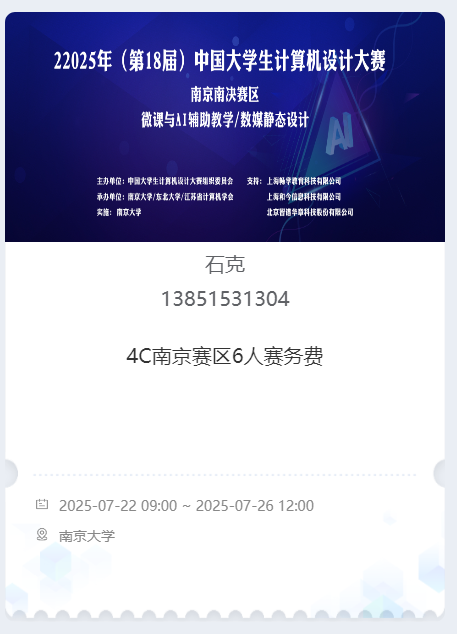 22025年（第18届）中国大学生计算机设计大赛
南京南决赛区
微课与AI辅助教学/数媒静态设计
AI
主办单位：中国大学生计算机设计大赛组织委员会
承办单位：南京大学/东北大学/江苏省计算机学会
实施：南京大学
支持：上海畅学教育科技有限公司
上海和今信息科技有限公司
北京智谱华章科技股份有限公司
石克
13851531304
4C南京赛区6人赛务费
2025-07-22 09:00 ~ 2025-07-26 12:00
南京大学